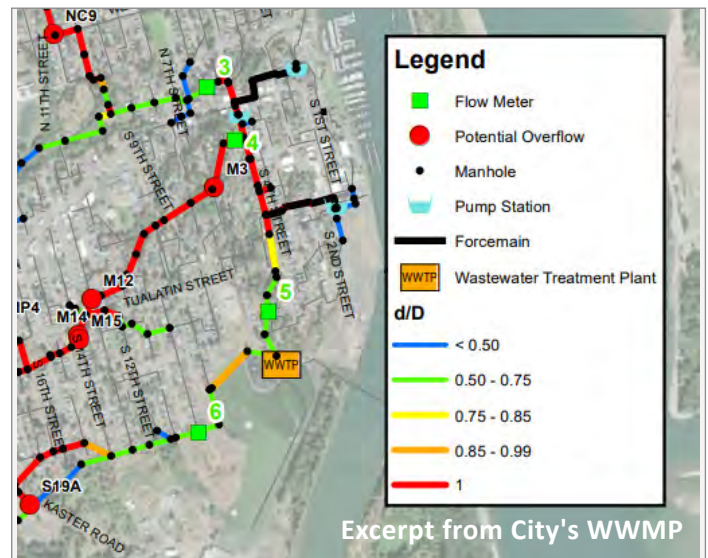 NC9
N 11TH STREET
N 7TH STREET
3
S 1ST STREET
4
S 9TH STREET
M3
S 4TH STREET
S 2ND STREET
M12
TUALATIN STREET
5
MP4
M14
M15
S 16TH STREET
S 14TH STREET
S 12TH STREET
WWTP
6
S19A
KASTER ROAD
Legend
Flow Meter
Potential Overflow
Manhole
Pump Station
Forcemain
WWTP Wastewater Treatment Plant
d/D
< 0.50
0.50 - 0.75
0.75 - 0.85
0.85 - 0.99
1
Excerpt from City's WWMP